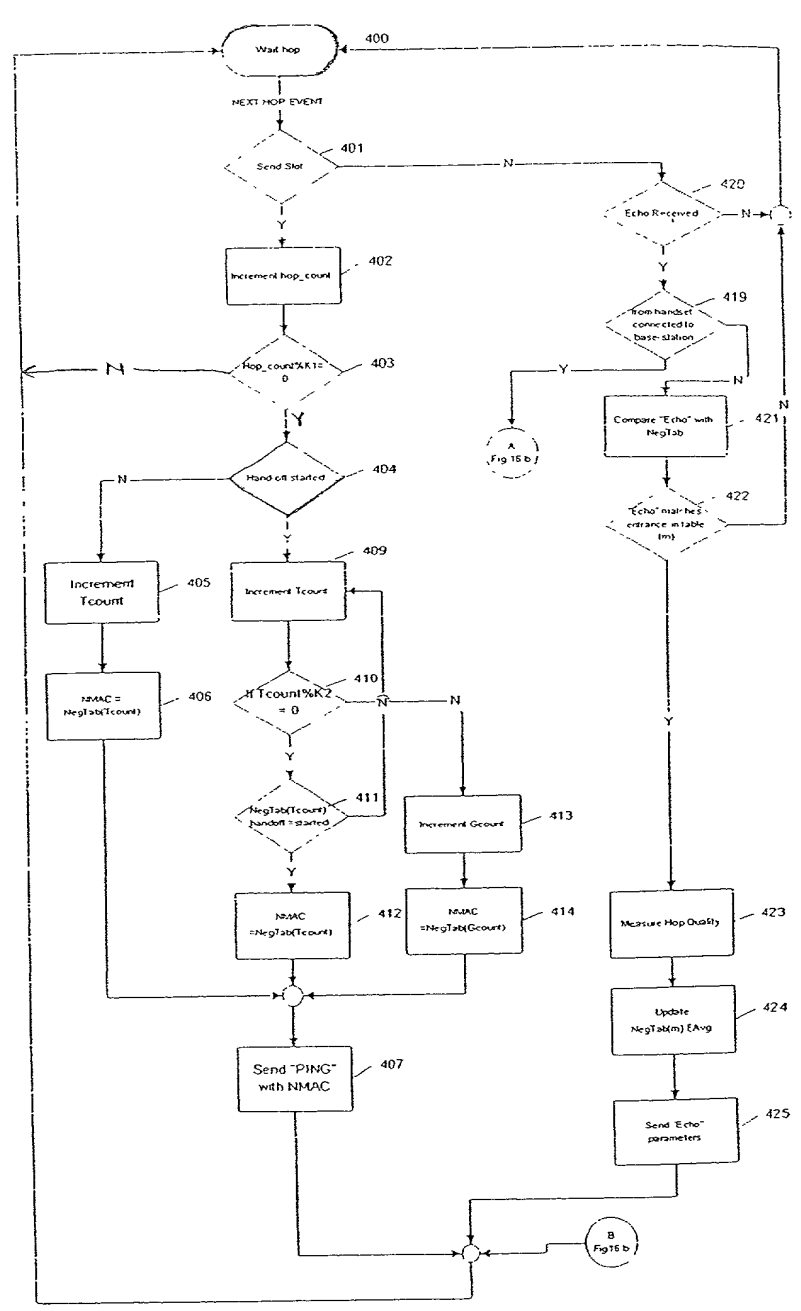 Wait hop
400
NEXT HOP EVENT
401
Send Slot
N
420
Echo Received
N
Y
Y
402
Increment hop_count
419
from handset
connected to
base-station
403
Hop_count%K1=
0
N
Y
N
N
Y
A
Fig 16 b
Compare "Echo" with
NegTab
421
404
Hand off started
N
Y
422
"Echo" matches
entrance in table
(m)
409
Increment
Tcount
405
Increment Tcount
410
If Tcount%K2
= 0
N
N
NMAC =
NegTab(Tcount)
406
Y
Y
411
NegTab(Tcount)
handoff =started
Increment Gcount
413
Y
NMAC
=NegTab(Tcount)
412
NMAC
=NegTab(Gcount)
414
Measure Hop Quality
423
Update
NegTab(m) EAvg
424
Send "PING"
with NMAC
407
Send "Echo"
parameters
425
B
Fig16 b